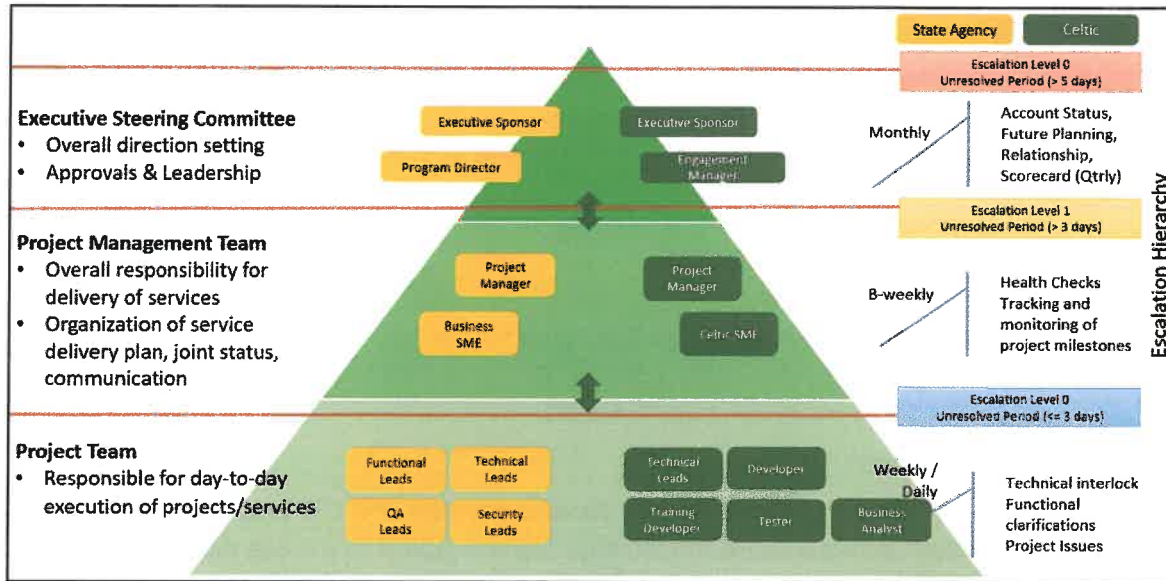 State Agency
Celtic
Escalation Level 0
Unresolved Period (> 5 days)
Executive Steering Committee
• Overall direction setting
• Approvals & Leadership
Executive Sponsor
Executive Sponsor
Program Director
Engagement
Manager
Monthly
Account Status,
Future Planning,
Relationship,
Scorecard (Qtrly)
Escalation Level 1
Unresolved Period (> 3 days)
Escalation Hierarchy
Project Management Team
• Overall responsibility for
delivery of services
• Organization of service
delivery plan, joint status,
communication
Project
Manager
Project
Manager
Business
SME
Celtic SME
B-weekly
Health Checks
Tracking and
monitoring of
project milestones
Escalation Level 0
Unresolved Period (<= 3 days)
Project Team
• Responsible for day-to-day
execution of projects/services
Functional
Leads
Technical
Leads
QA
Leads
Security
Leads
Technical
Leads
Developer
Training
Developer
Tester
Business
Analyst
Weekly /
Daily
Technical interlock
Functional
clarifications
Project Issues